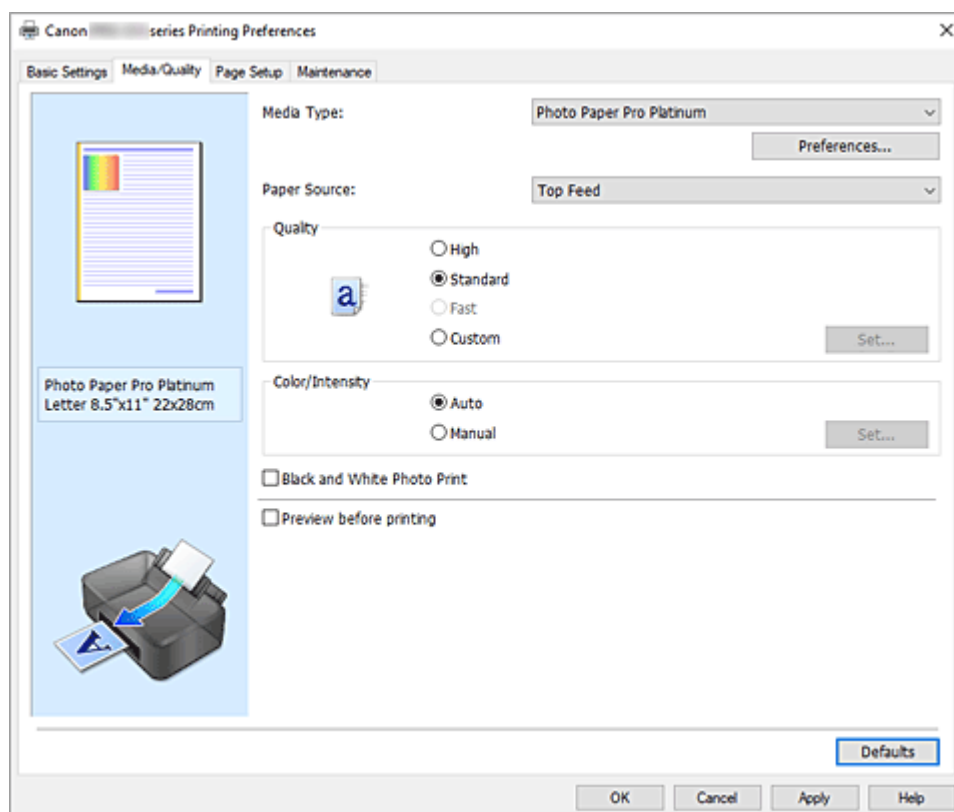 Canon series Printing Preferences
Basic Settings Media/Quality Page Setup Maintenance
Media Type: Photo Paper Pro Platinum
Preferences...
Paper Source: Top Feed
Quality
High
a Standard
Fast
Custom Set...
Photo Paper Pro Platinum
Letter 8.5"x11" 22x28cm
Color/Intensity
Auto
Manual Set...
Black and White Photo Print
Preview before printing
A
Defaults
OK Cancel Apply Help